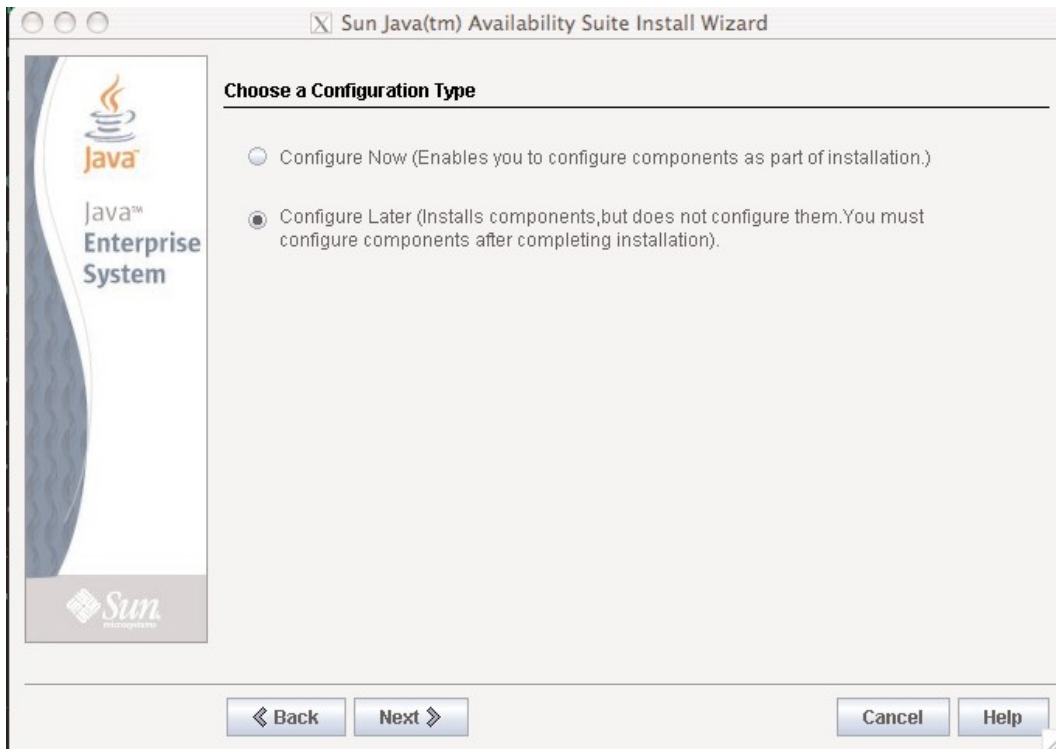 X Sun Java(tm) Availability Suite Install Wizard
Java™
Java™
Enterprise
System
Sun
microsystems
Choose a Configuration Type
Configure Now (Enables you to configure components as part of installation.)
Configure Later (Installs components,but does not configure them.You must
configure components after completing installation).
Back
Next
Cancel
Help